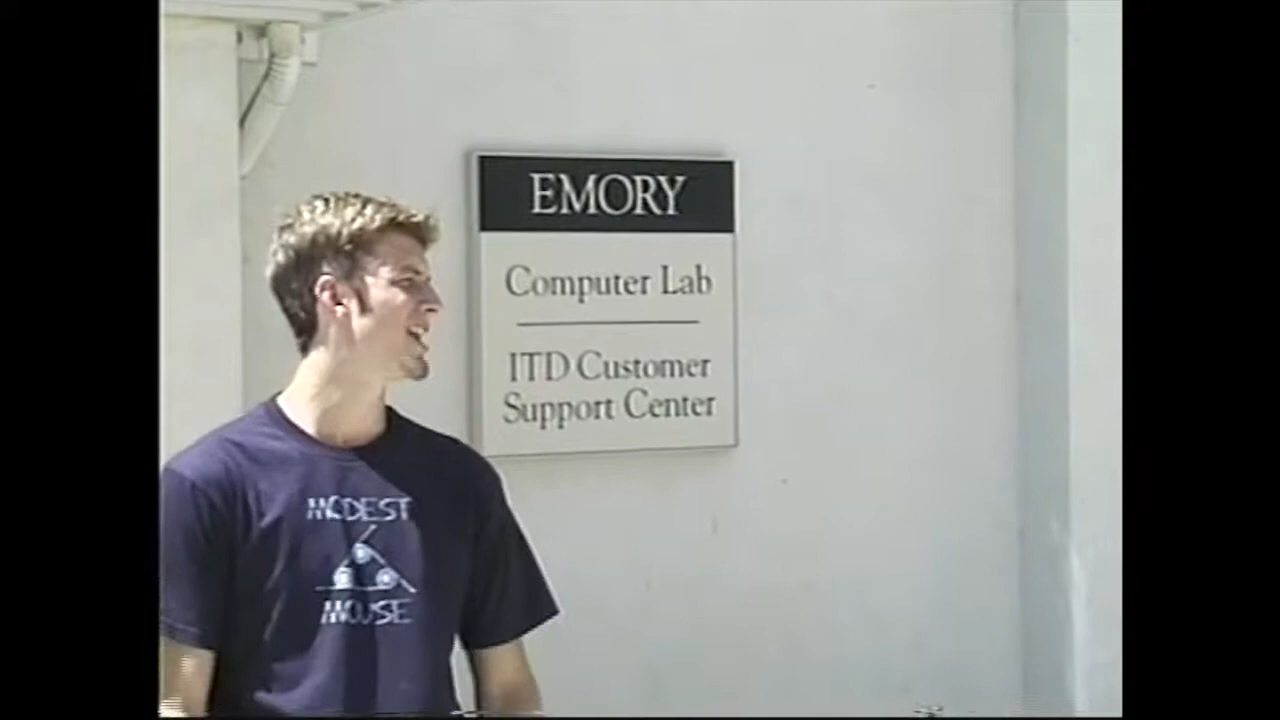 EMORY
Computer Lab
ITD Customer
Support Center
MODEST
MOUSE